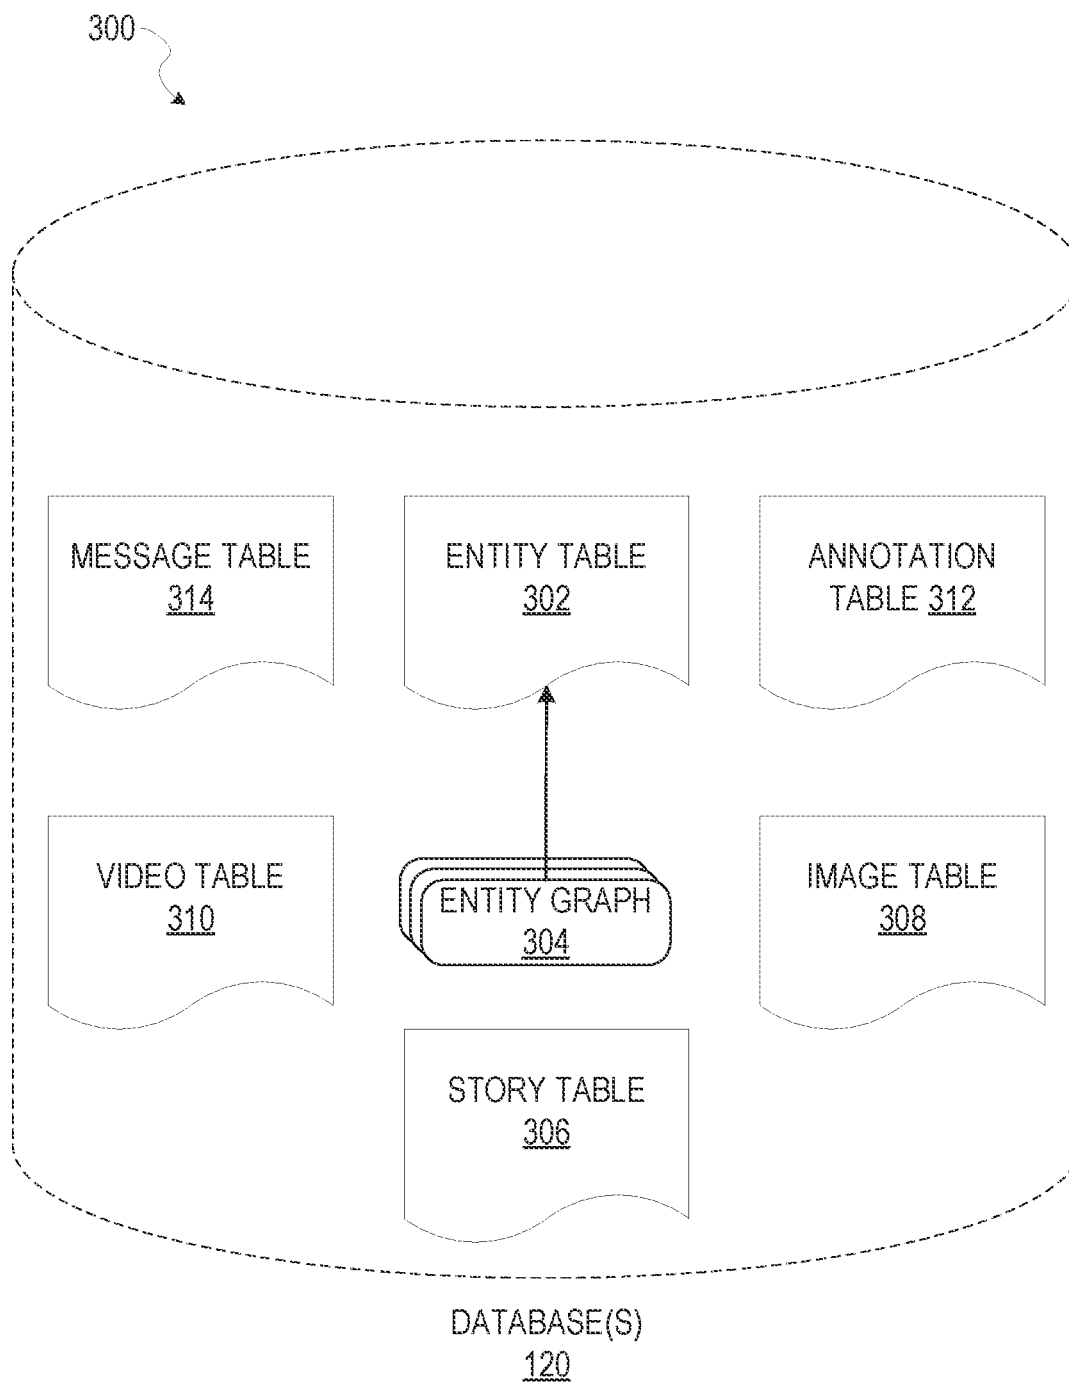 300
MESSAGE TABLE
314
ENTITY TABLE
302
ANNOTATION
TABLE 312
VIDEO TABLE
310
ENTITY GRAPH
304
IMAGE TABLE
308
STORY TABLE
306
DATABASE(S)
120